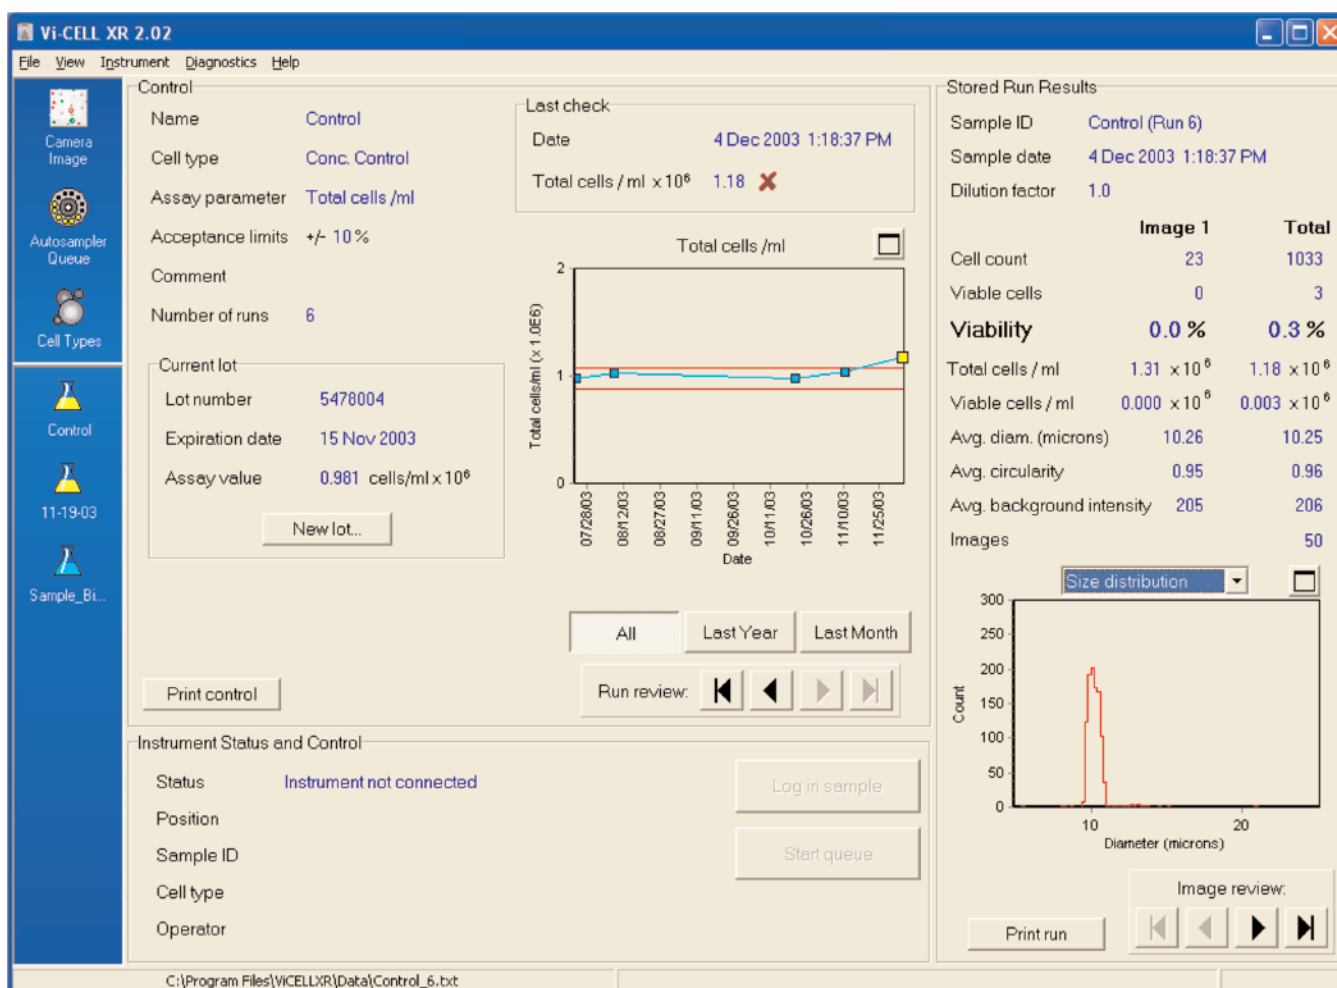 Vi-CELL XR 2.02
File View Instrument Diagnostics Help
Camera
Image
Autosampler
Queue
Cell Types
Control
11-19-03
Sample_Bi...
Control
Name Control
Cell type Conc. Control
Assay parameter Total cells /ml
Acceptance limits +/- 10 %
Comment
Number of runs 6
Current lot
Lot number 5478004
Expiration date 15 Nov 2003
Assay value 0.981 cells/ml x 10⁶
New lot...
Print control
Last check
Date 4 Dec 2003 1:18:37 PM
Total cells / ml x 10⁶ 1.18
Total cells /ml
Total cells/ml (x 1.0E6)
2
1
0
07/28/03 08/12/03 08/27/03 09/11/03 09/26/03 10/11/03 10/26/03 11/10/03 11/25/03
Date
All Last Year Last Month
Run review:
Instrument Status and Control
Status Instrument not connected
Position
Sample ID
Cell type
Operator
Log in sample
Start queue
Stored Run Results
Sample ID Control (Run 6)
Sample date 4 Dec 2003 1:18:37 PM
Dilution factor 1.0
Image 1 Total
Cell count 23 1033
Viable cells 0 3
Viability 0.0 % 0.3 %
Total cells / ml 1.31 x 10⁶ 1.18 x 10⁶
Viable cells / ml 0.000 x 10⁶ 0.003 x 10⁶
Avg. diam. (microns) 10.26 10.25
Avg. circularity 0.95 0.96
Avg. background intensity 205 206
Images 50
Size distribution
Count
300
250
200
150
100
50
0
10 20
Diameter (microns)
Image review:
Print run
C:\Program Files\ViCELLXR\Data\Control_6.txt